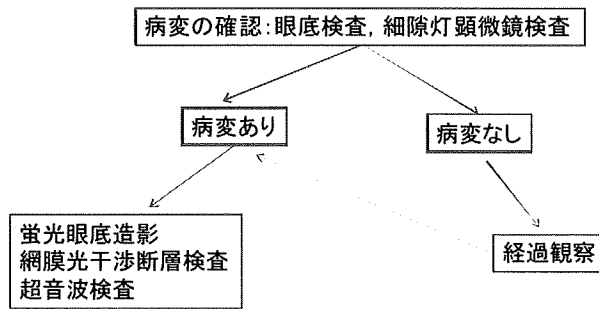 病変の確認:眼底検査, 細隙灯顕微鏡検査
病変あり
病変なし
蛍光眼底造影
網膜光干渉断層検査
超音波検査
経過観察